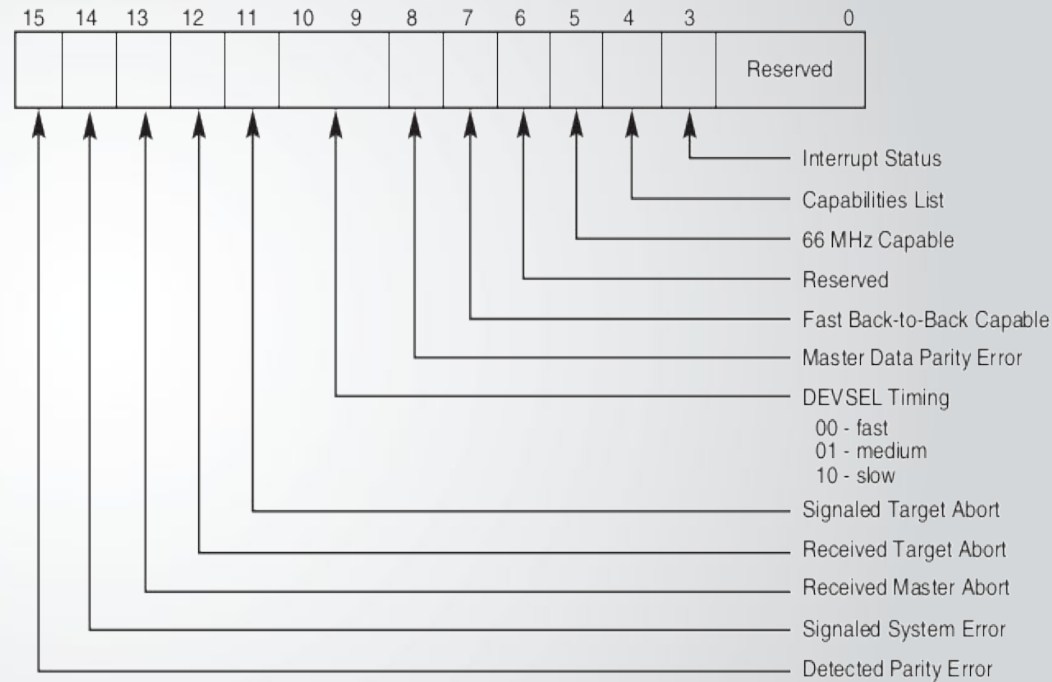 15 14 13 12 11 10 9 8 7 6 5 4 3 0
Reserved
Interrupt Status
Capabilities List
66 MHz Capable
Reserved
Fast Back-to-Back Capable
Master Data Parity Error
DEVSEL Timing
00 - fast
01 - medium
10 - slow
Signaled Target Abort
Received Target Abort
Received Master Abort
Signaled System Error
Detected Parity Error